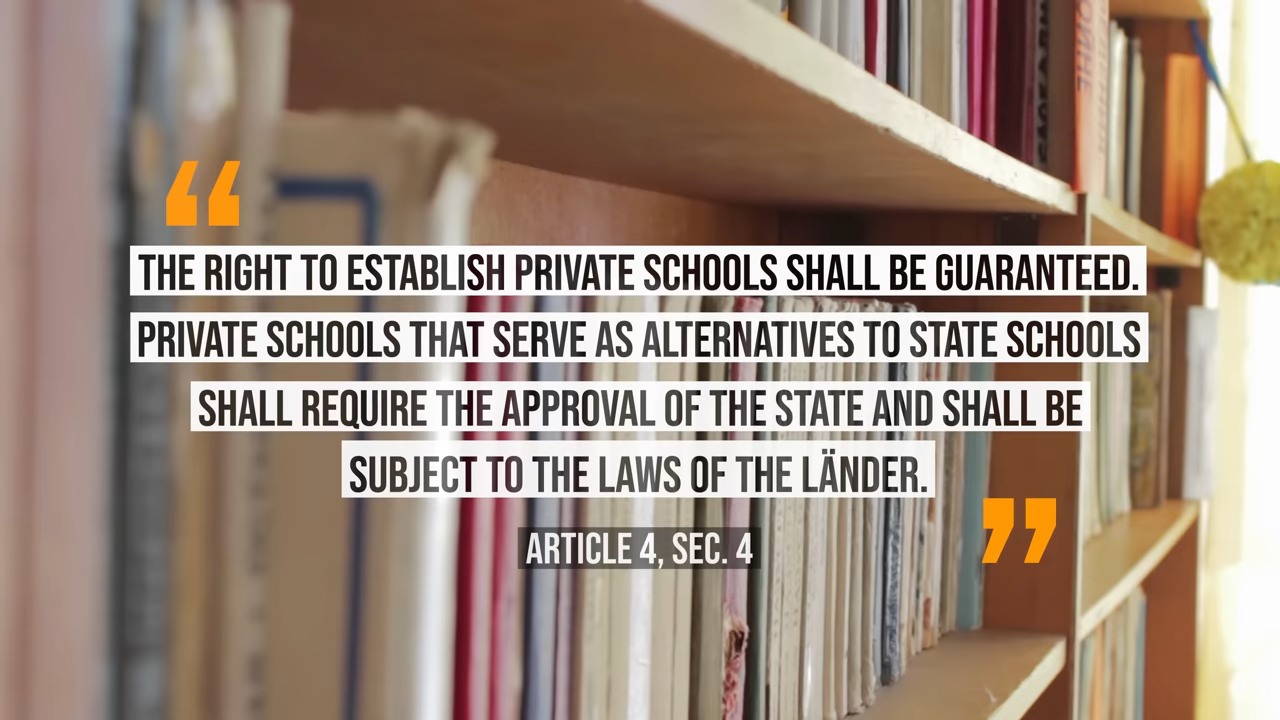 “
THE RIGHT TO ESTABLISH PRIVATE SCHOOLS SHALL BE GUARANTEED.
PRIVATE SCHOOLS THAT SERVE AS ALTERNATIVES TO STATE SCHOOLS
SHALL REQUIRE THE APPROVAL OF THE STATE AND SHALL BE
SUBJECT TO THE LAWS OF THE LÄNDER.
”
ARTICLE 4, SEC. 4